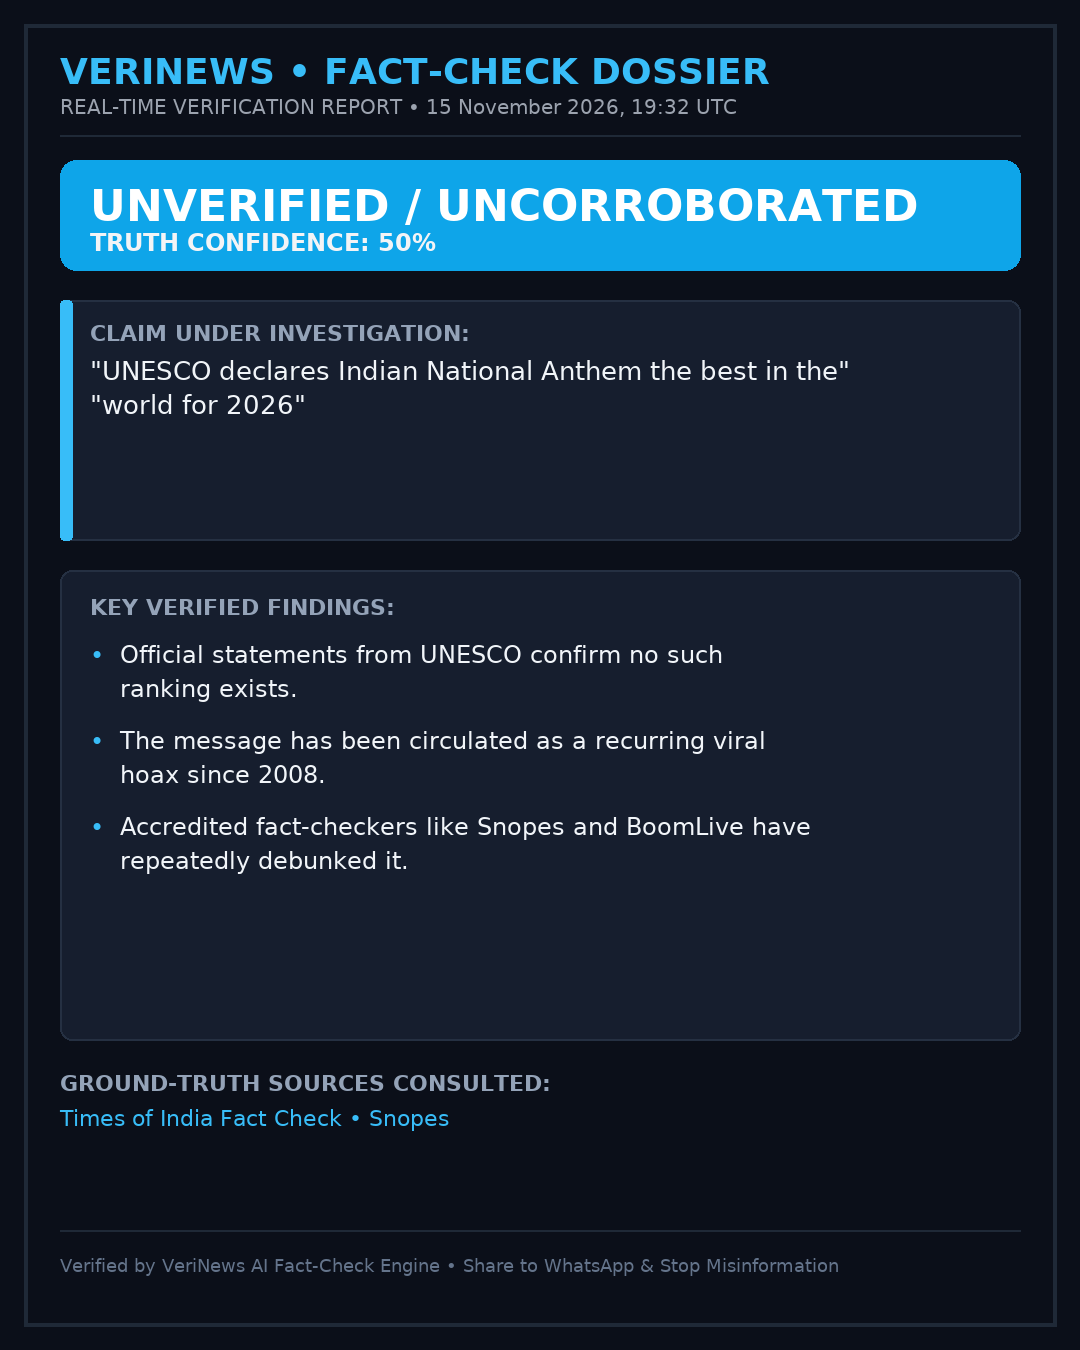 VERINEWS • FACT-CHECK DOSSIER
REAL-TIME VERIFICATION REPORT • 15 November 2026, 19:32 UTC
UNVERIFIED / UNCORROBORATED
TRUTH CONFIDENCE: 50%
CLAIM UNDER INVESTIGATION:
"UNESCO declares Indian National Anthem the best in the"
"world for 2026"
KEY VERIFIED FINDINGS:
• Official statements from UNESCO confirm no such
ranking exists.
• The message has been circulated as a recurring viral
hoax since 2008.
• Accredited fact-checkers like Snopes and BoomLive have
repeatedly debunked it.
GROUND-TRUTH SOURCES CONSULTED:
Times of India Fact Check • Snopes
Verified by VeriNews AI Fact-Check Engine • Share to WhatsApp & Stop Misinformation